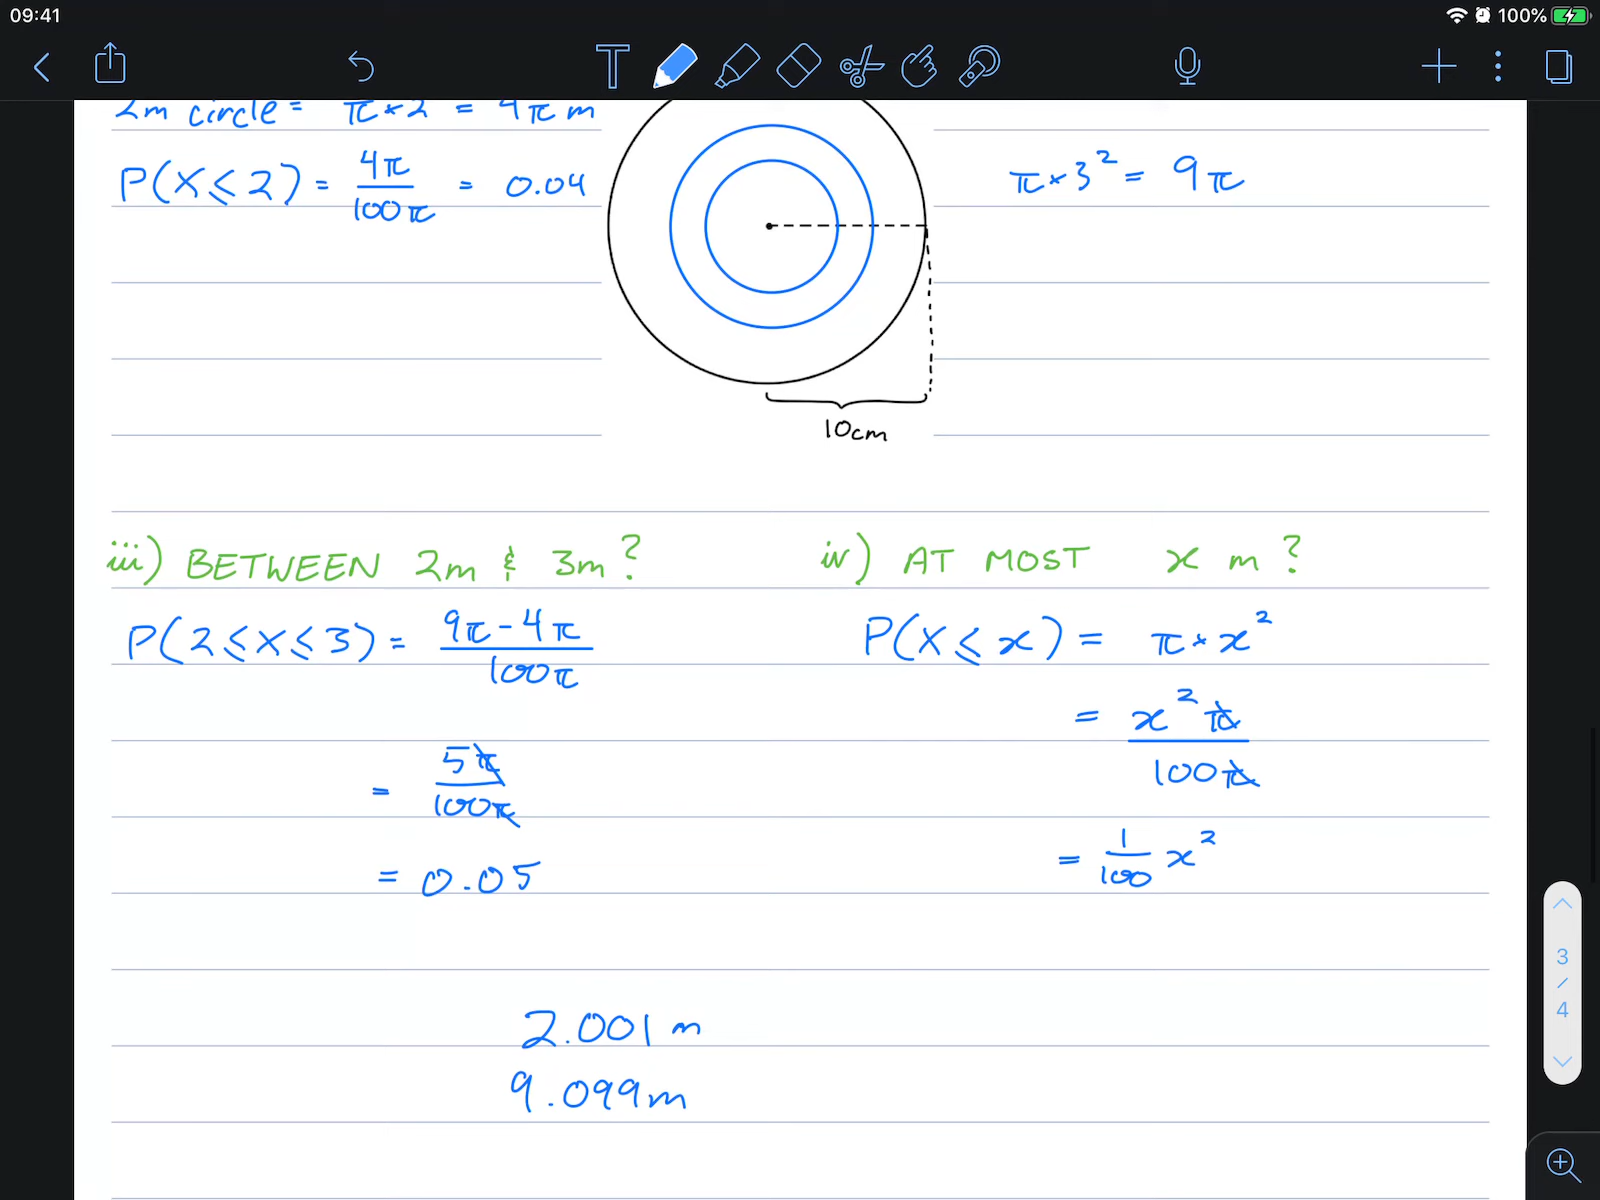 09:41
100%
2m circle = π × 2 = 4π m
P(X ⩽ 2) = 4π/100π = 0.04
π × 3² = 9π
10cm
iii) BETWEEN 2m & 3m ?
P(2 ⩽ X ⩽ 3) = 9π - 4π/100π
= 5π/100π
= 0.05
iv) AT MOST x m ?
P(X ⩽ x) = π × x²
= x²π/100π
= 1/100 x²
2.001 m
9.099m
3
/
4